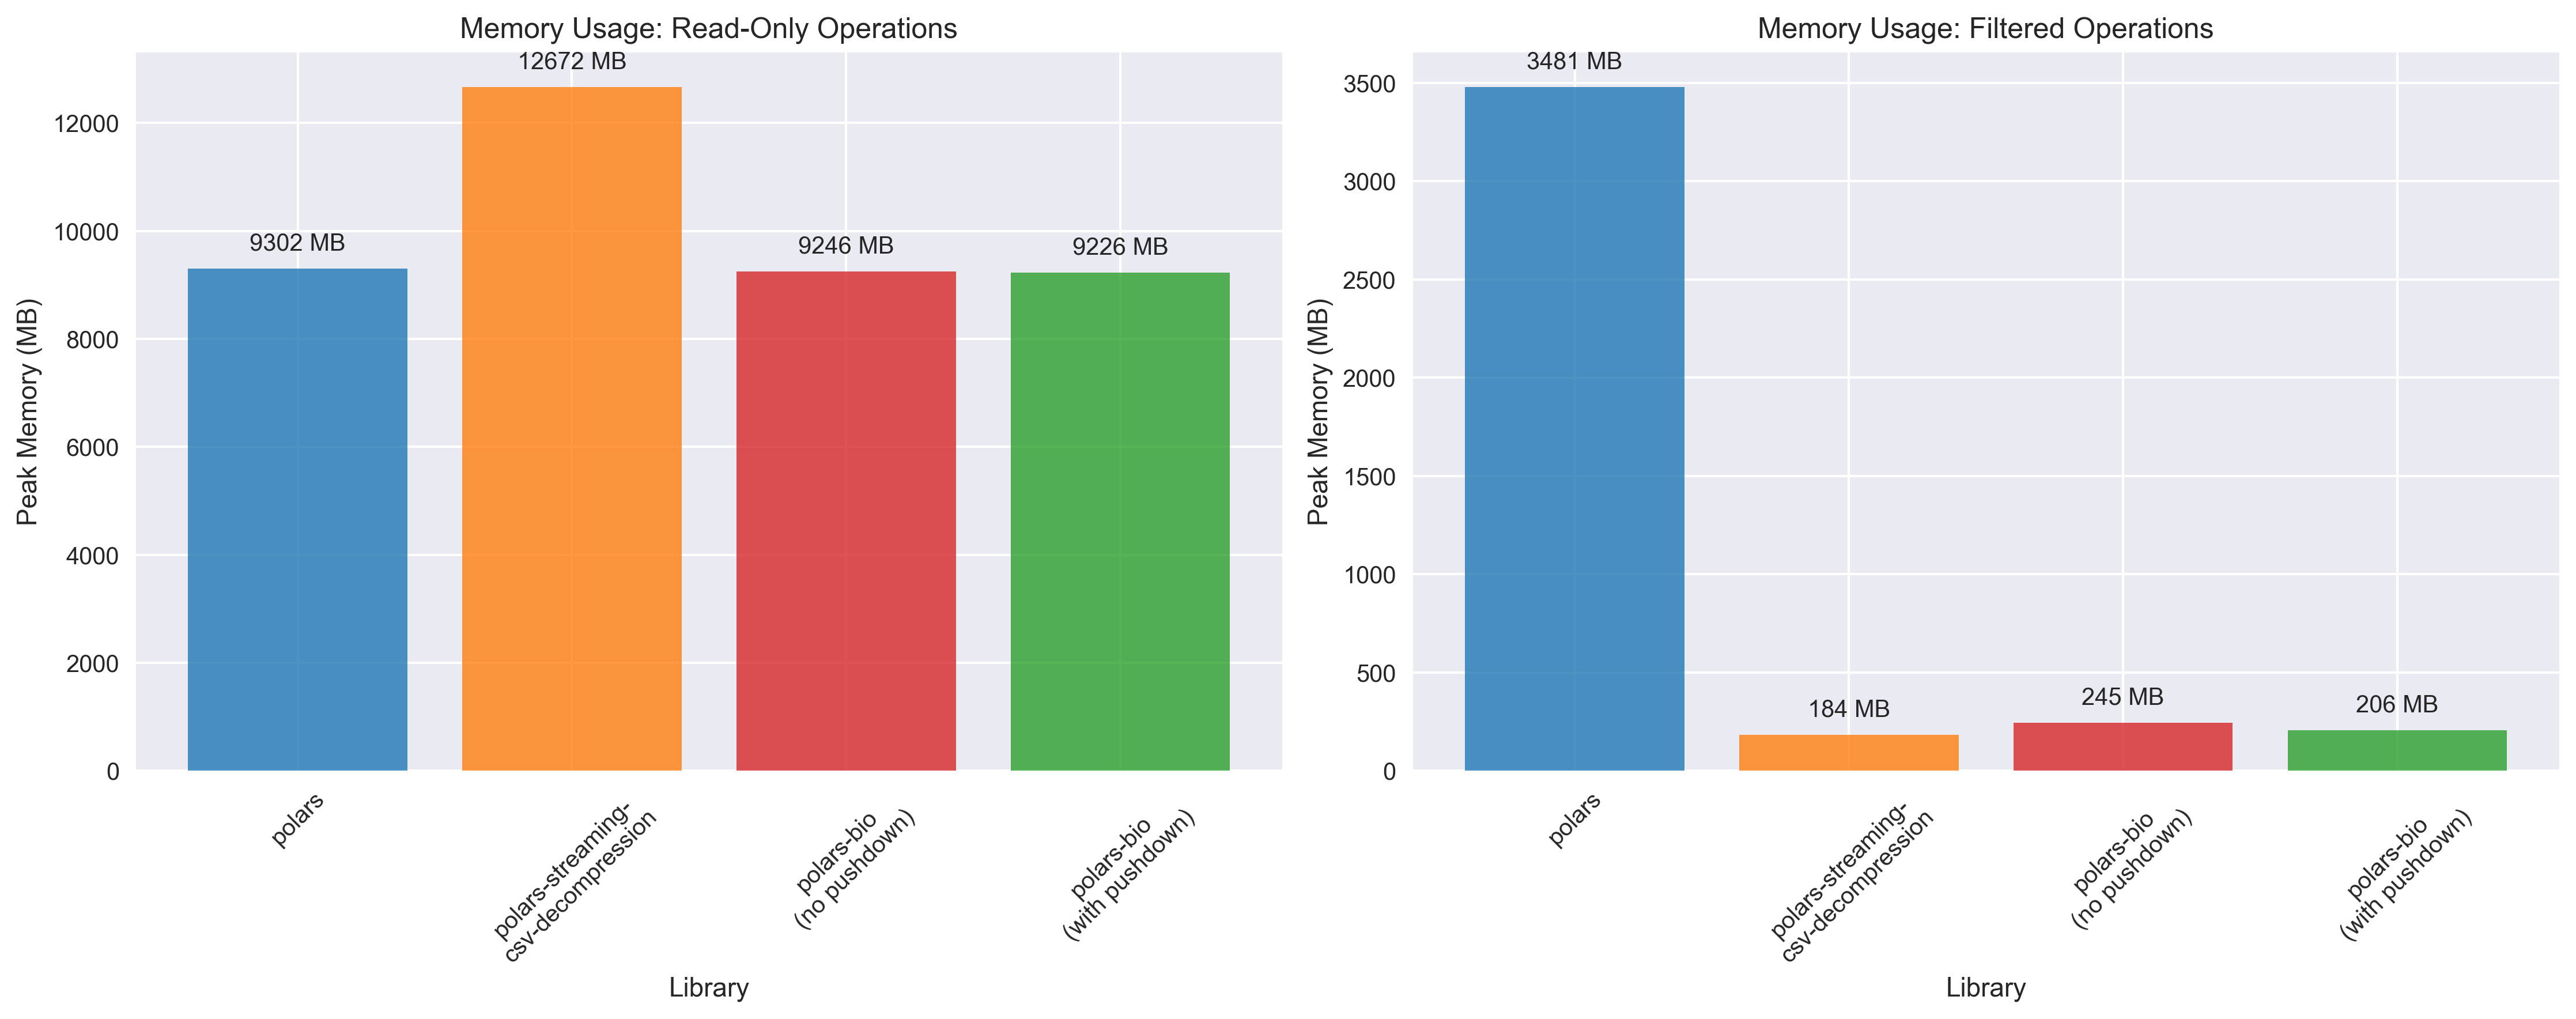 Memory Usage: Read-Only Operations
Peak Memory (MB)
12000
10000
8000
6000
4000
2000
0
9302 MB
12672 MB
9246 MB
9226 MB
polars
polars-streaming-
csv-decompression
polars-bio
(no pushdown)
polars-bio
(with pushdown)
Library
Memory Usage: Filtered Operations
Peak Memory (MB)
3500
3000
2500
2000
1500
1000
500
0
3481 MB
184 MB
245 MB
206 MB
polars
polars-streaming-
csv-decompression
polars-bio
(no pushdown)
polars-bio
(with pushdown)
Library